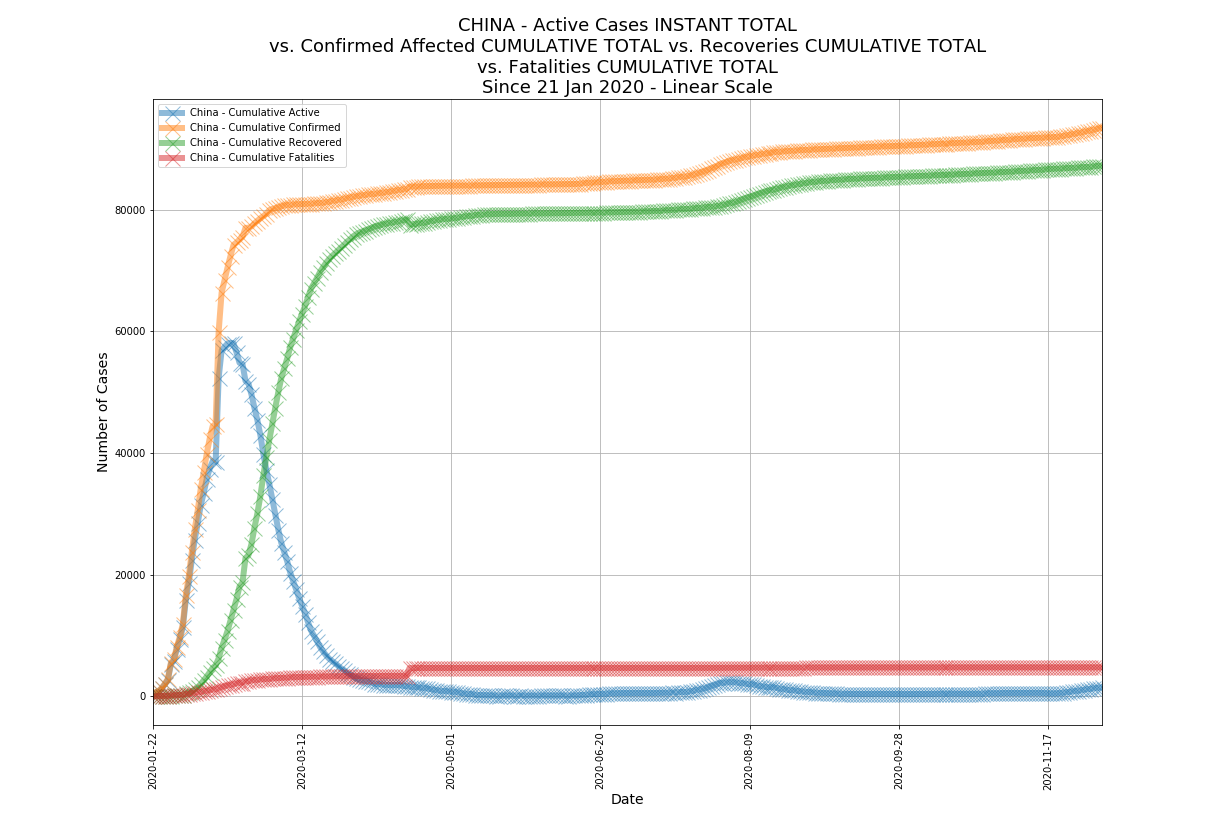 CHINA - Active Cases INSTANT TOTAL
vs. Confirmed Affected CUMULATIVE TOTAL vs. Recoveries CUMULATIVE TOTAL
vs. Fatalities CUMULATIVE TOTAL
Since 21 Jan 2020 - Linear Scale
China - Cumulative Active
China - Cumulative Confirmed
China - Cumulative Recovered
China - Cumulative Fatalities
Number of Cases
80000
60000
40000
20000
0
2020-01-22
2020-03-12
2020-05-01
2020-06-20
2020-08-09
2020-09-28
2020-11-17
Date